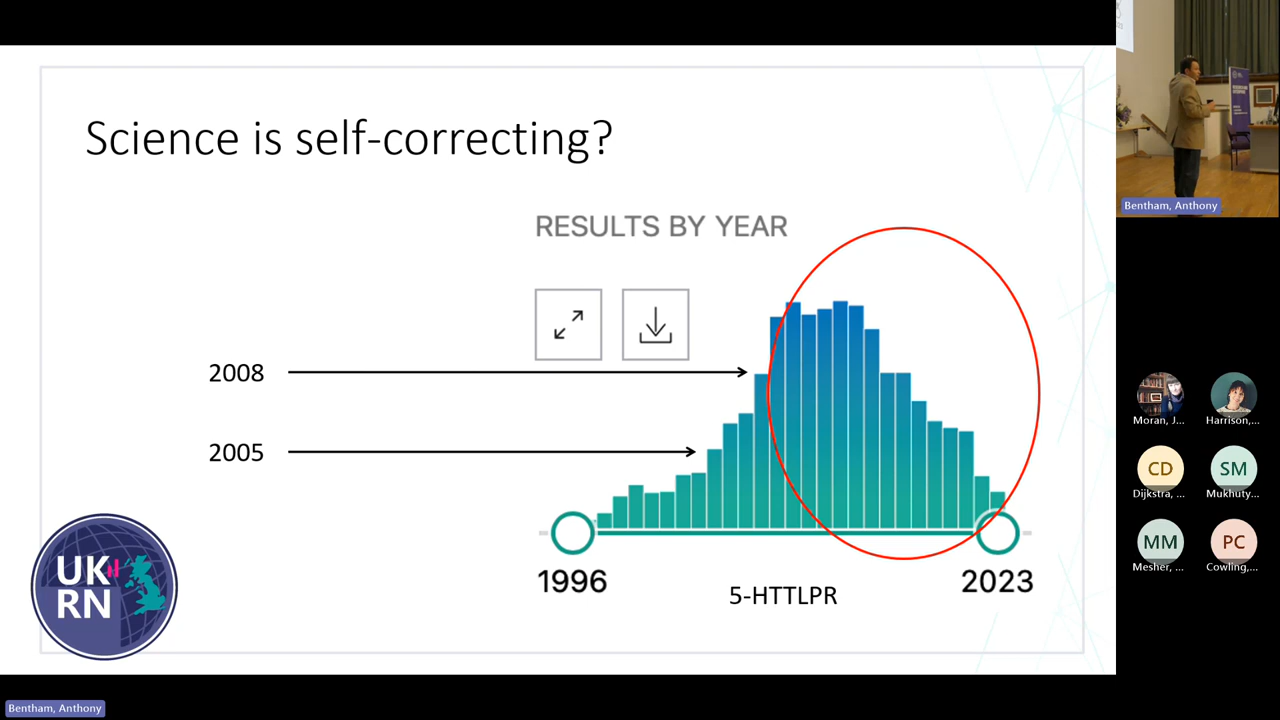 Science is self-correcting?
RESULTS BY YEAR
2008
2005
1996
2023
5-HTTLPR
UK
RN
Bentham, Anthony
Bentham, Anthony
Moran, J...
Harrison,...
CD
SM
Dijkstra, ...
Mukhuty...
MM
PC
Mesher, ...
Cowling,...